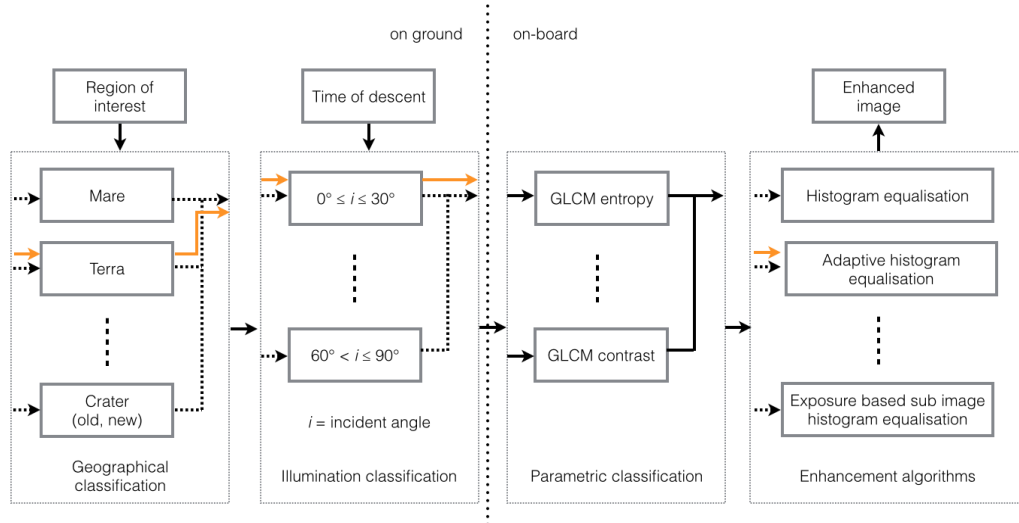 on ground
on-board
Region of
interest
Time of descent
Enhanced
image
Mare
Terra
Crater
(old, new)
Geographical
classification
0° ≤ i ≤ 30°
60° < i ≤ 90°
i = incident angle
Illumination classification
GLCM entropy
GLCM contrast
Parametric classification
Histogram equalisation
Adaptive histogram
equalisation
Exposure based sub image
histogram equalisation
Enhancement algorithms